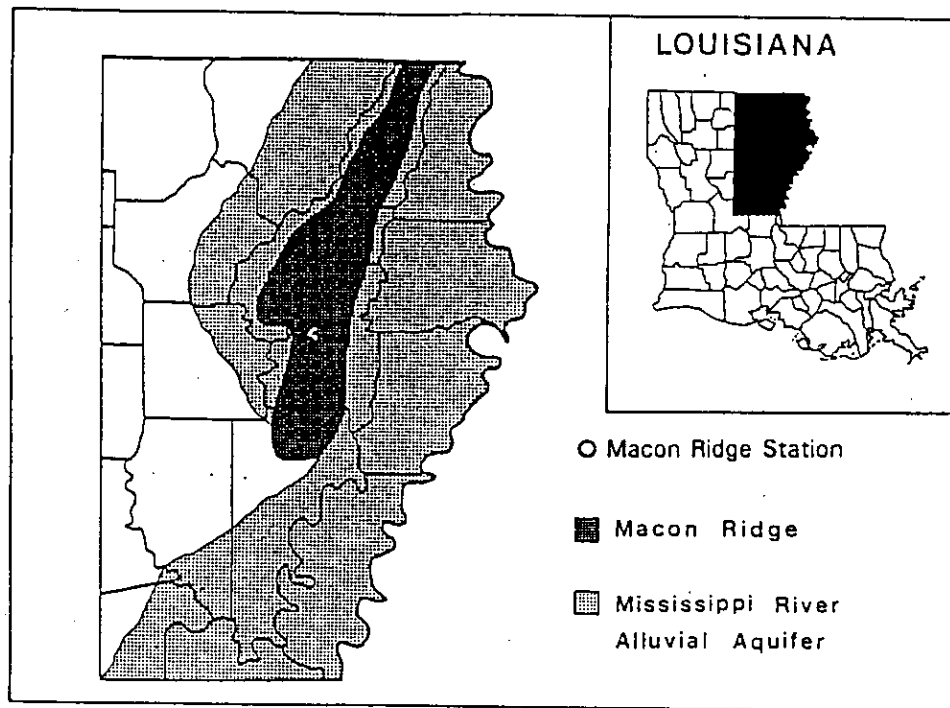 LOUISIANA
Macon Ridge Station
Macon Ridge
Mississippi River
Alluvial Aquifer